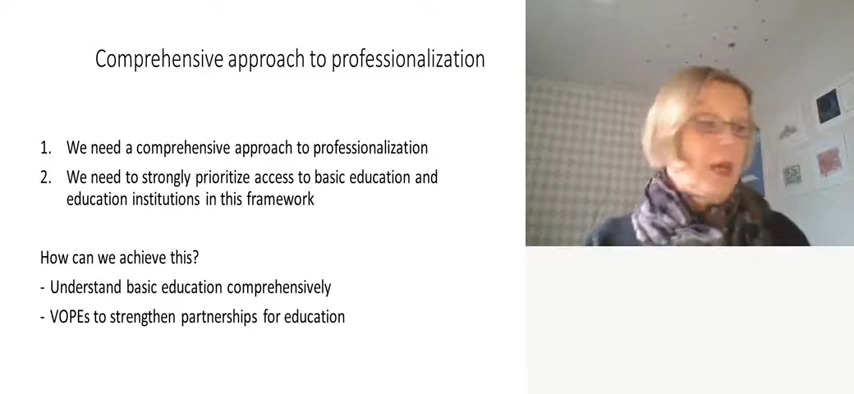 Comprehensive approach to professionalization
1. We need a comprehensive approach to professionalization
2. We need to strongly prioritize access to basic education and
education institutions in this framework
How can we achieve this?
- Understand basic education comprehensively
- VOPEs to strengthen partnerships for education